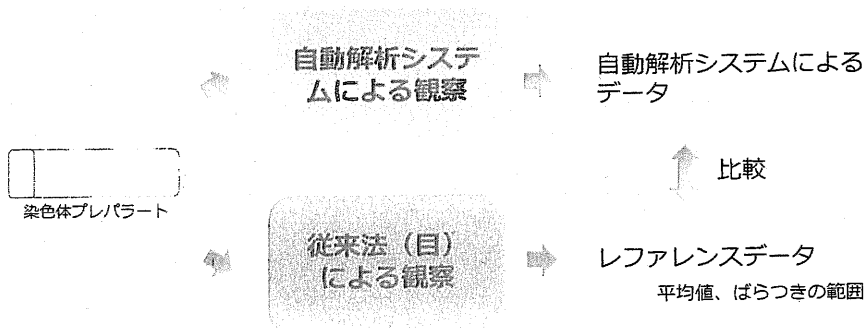 自動解析システ
ムによる観察
自動解析システムによる
データ
比較
染色体プレパラート
従来法（目）
による観察
レファレンスデータ
平均値、ばらつきの範囲